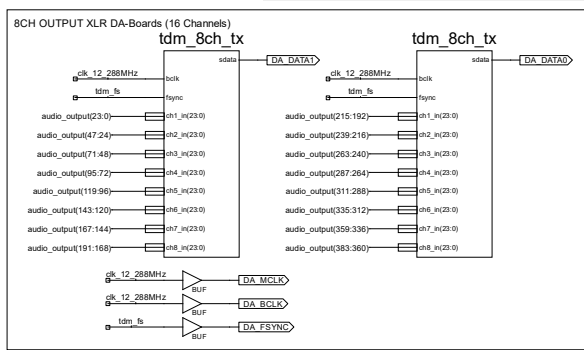 8CH OUTPUT XLR DA-Boards (16 Channels)
tdm_8ch_tx
sdata
DA_DATA1
clk_12_288MHz
bclk
tdm_fs
fsync
audio_output(23:0)
ch1_in(23:0)
audio_output(47:24)
ch2_in(23:0)
audio_output(71:48)
ch3_in(23:0)
audio_output(95:72)
ch4_in(23:0)
audio_output(119:96)
ch5_in(23:0)
audio_output(143:120)
ch6_in(23:0)
audio_output(167:144)
ch7_in(23:0)
audio_output(191:168)
ch8_in(23:0)
tdm_8ch_tx
sdata
DA_DATA0
clk_12_288MHz
bclk
tdm_fs
fsync
audio_output(215:192)
ch1_in(23:0)
audio_output(239:216)
ch2_in(23:0)
audio_output(263:240)
ch3_in(23:0)
audio_output(287:264)
ch4_in(23:0)
audio_output(311:288)
ch5_in(23:0)
audio_output(335:312)
ch6_in(23:0)
audio_output(359:336)
ch7_in(23:0)
audio_output(383:360)
ch8_in(23:0)
clk_12_288MHz
BUF
DA_MCLK
clk_12_288MHz
BUF
DA_BCLK
tdm_fs
BUF
DA_FSYNC